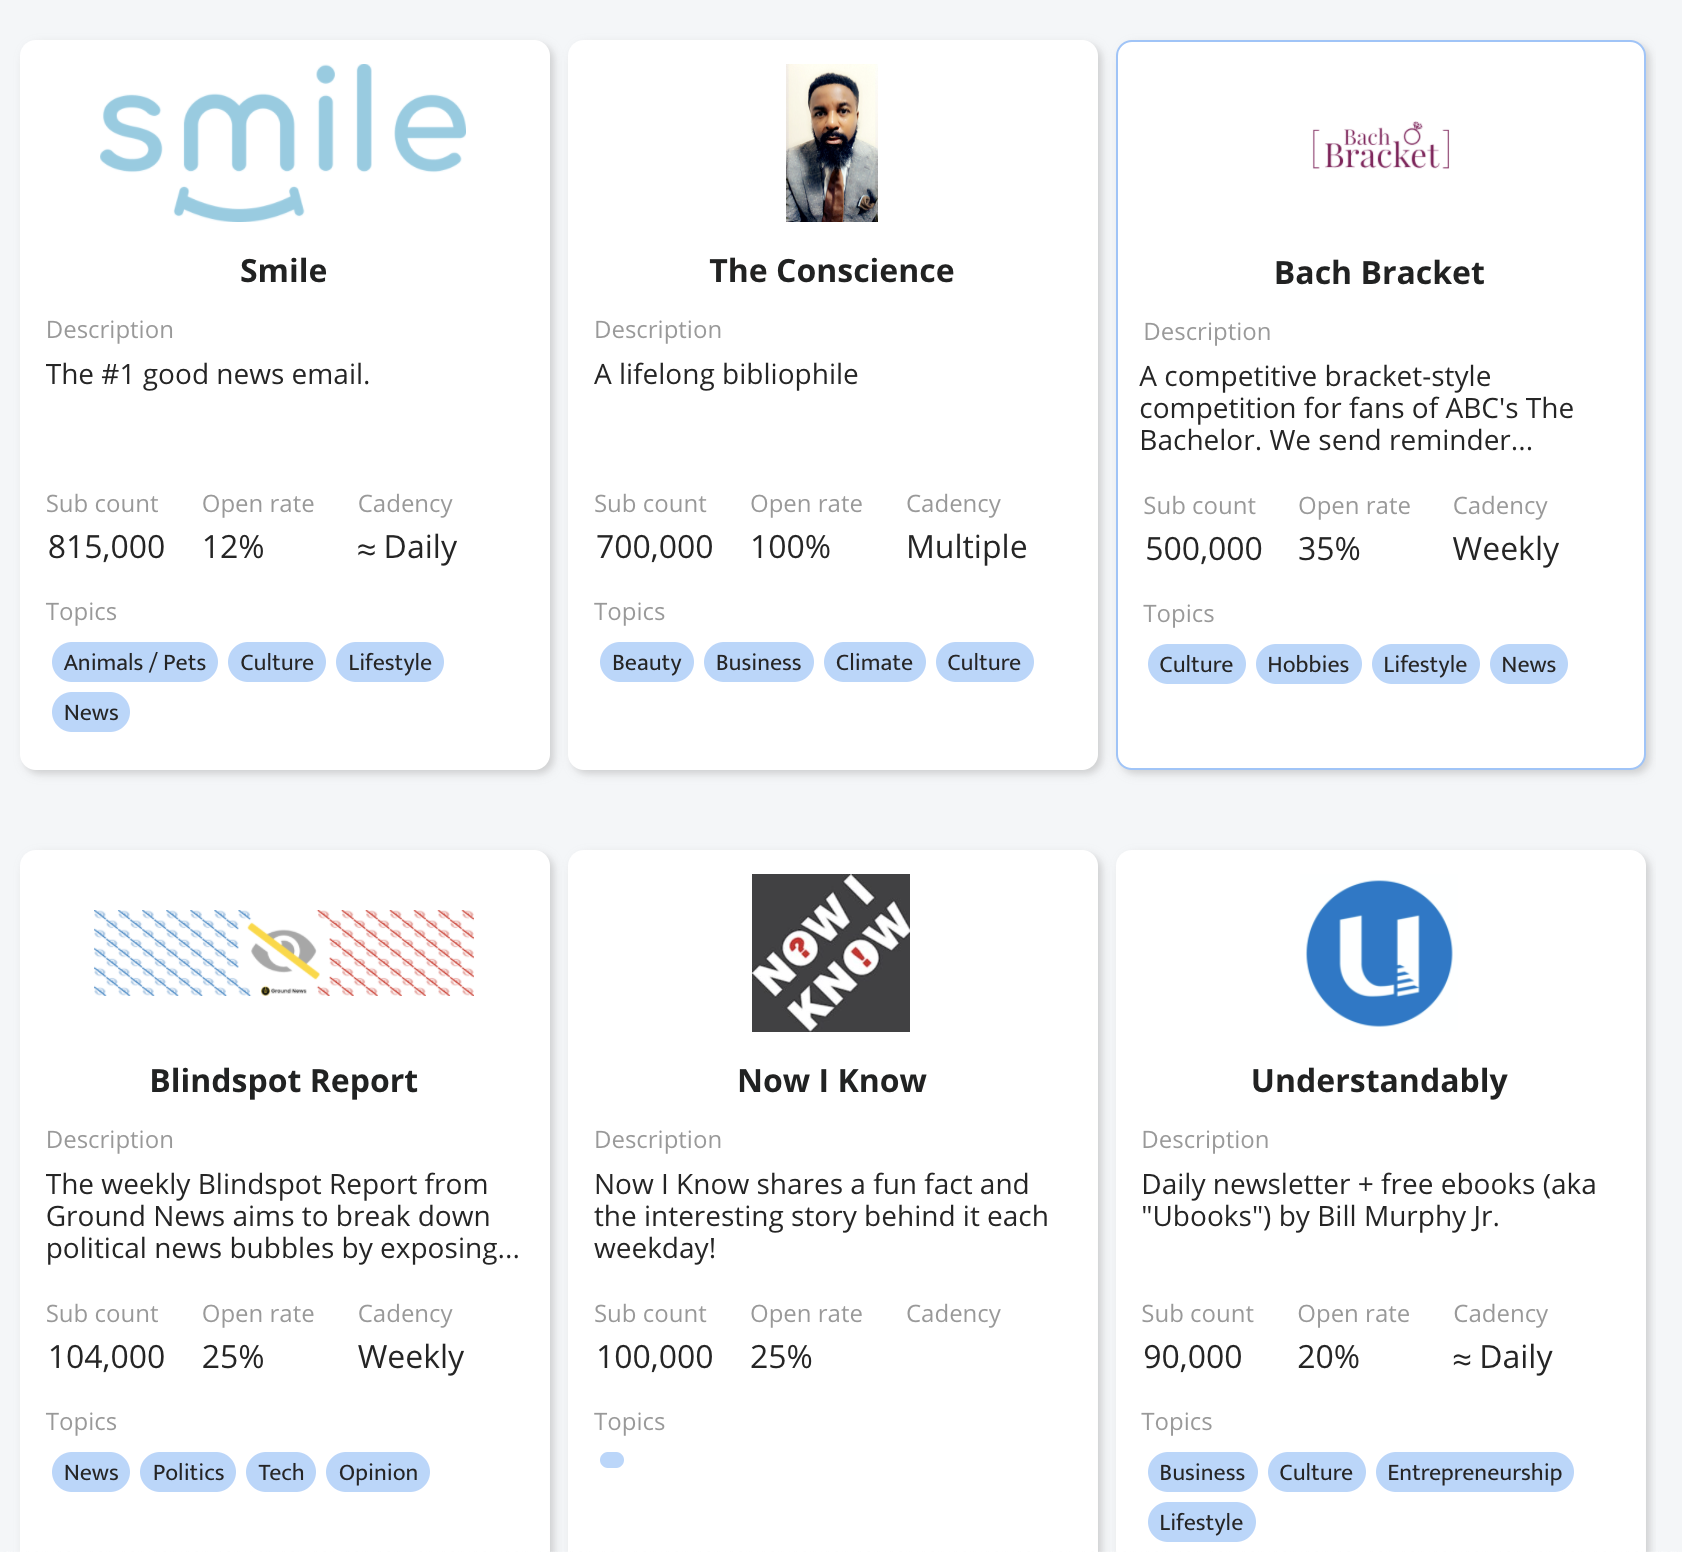 smile
Smile
Description
The #1 good news email.
Sub count Open rate Cadency
815,000 12% ≈ Daily
Topics
Animals / Pets Culture Lifestyle
News
The Conscience
Description
A lifelong bibliophile
Sub count Open rate Cadency
700,000 100% Multiple
Topics
Beauty Business Climate Culture
[Bach
Bracket]
Bach Bracket
Description
A competitive bracket-style
competition for fans of ABC's The
Bachelor. We send reminder...
Sub count Open rate Cadency
500,000 35% Weekly
Topics
Culture Hobbies Lifestyle News
Ground News
Blindspot Report
Description
The weekly Blindspot Report from
Ground News aims to break down
political news bubbles by exposing...
Sub count Open rate Cadency
104,000 25% Weekly
Topics
News Politics Tech Opinion
NOW I
KNOW
Now I Know
Description
Now I Know shares a fun fact and
the interesting story behind it each
weekday!
Sub count Open rate Cadency
100,000 25%
Topics
U
Understandably
Description
Daily newsletter + free ebooks (aka
"Ubooks") by Bill Murphy Jr.
Sub count Open rate Cadency
90,000 20% ≈ Daily
Topics
Business Culture Entrepreneurship
Lifestyle